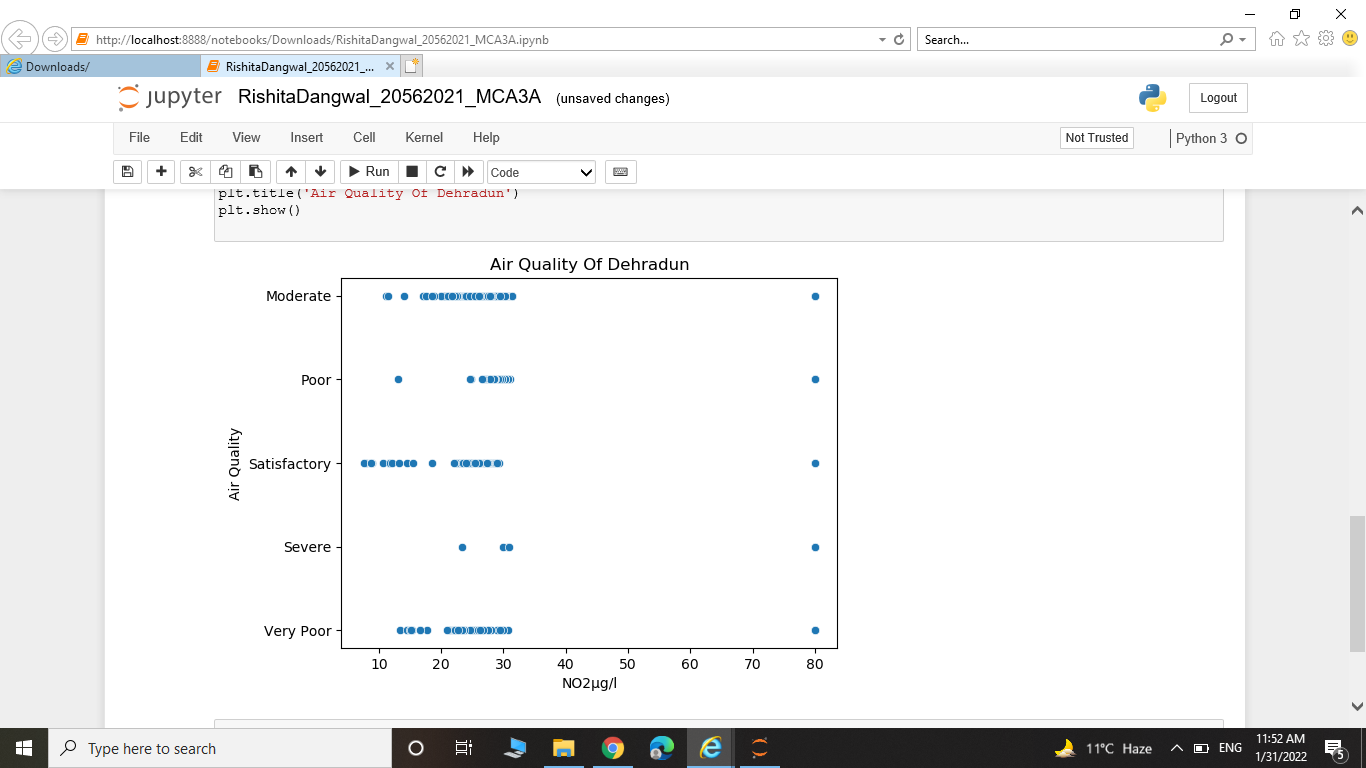 http://localhost:8888/notebooks/Downloads/RishitaDangwal_20562021_MCA3A.ipynb
Search...
Downloads/
RishitaDangwal_20562021_...
jupyter RishitaDangwal_20562021_MCA3A (unsaved changes)
Logout
File Edit View Insert Cell Kernel Help
Not Trusted
Python 3
Run
Code
plt.title('Air Quality Of Dehradun')
plt.show()
Air Quality Of Dehradun
Moderate
Poor
Satisfactory
Severe
Very Poor
Air Quality
10 20 30 40 50 60 70 80
NO2µg/l
Type here to search
11°C Haze
ENG
11:52 AM
1/31/2022
5